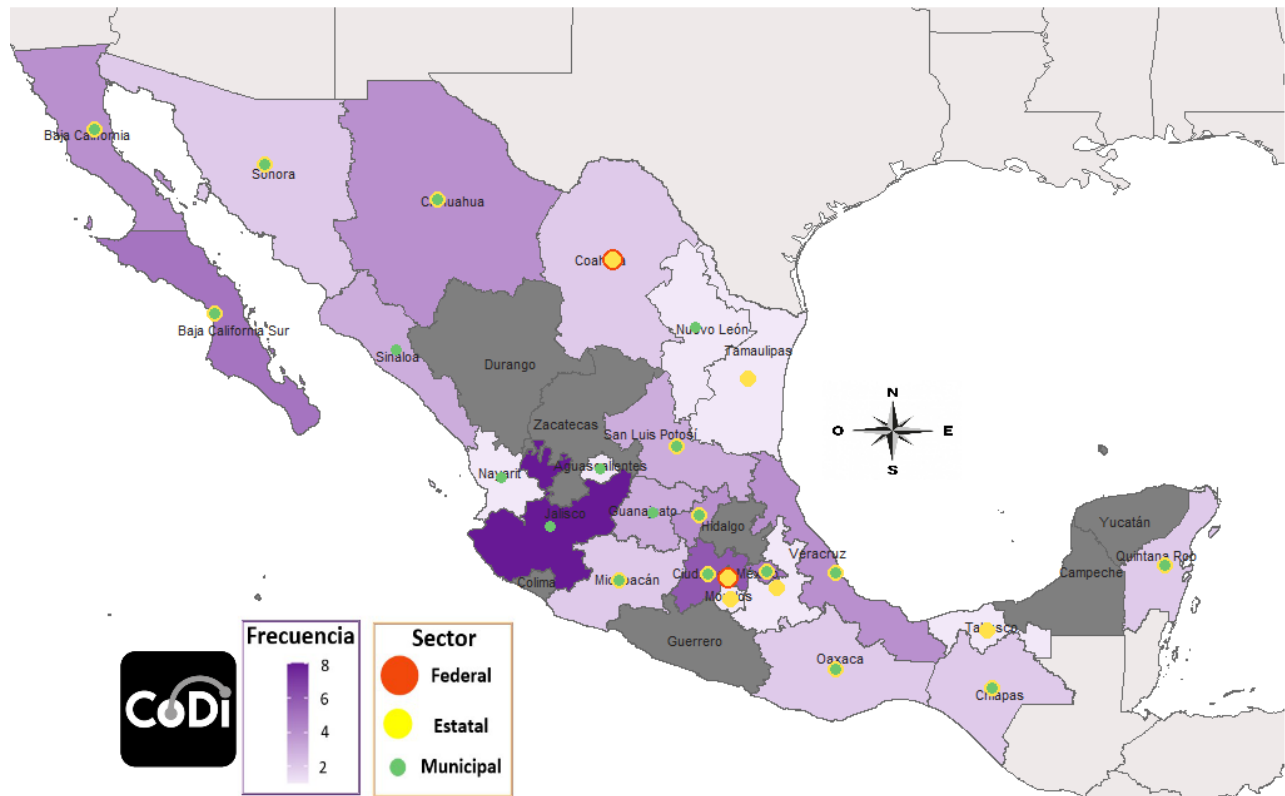 Baja California
Sonora
Chihuahua
Coahuila
Baja California Sur
Nuevo León
Tamaulipas
Sinaloa
Durango
Zacatecas
San Luis Potosí
Nayarit
Aguascalientes
Jalisco
Guanajuato
Hidalgo
Yucatán
Veracruz
Quintana Roo
Campeche
Ciud
México
Colima
Michoacán
Morelos
Guerrero
Tabasco
Oaxaca
Chiapas
N
O
E
S
CoDi
Frecuencia
8
6
4
2
Sector
Federal
Estatal
Municipal